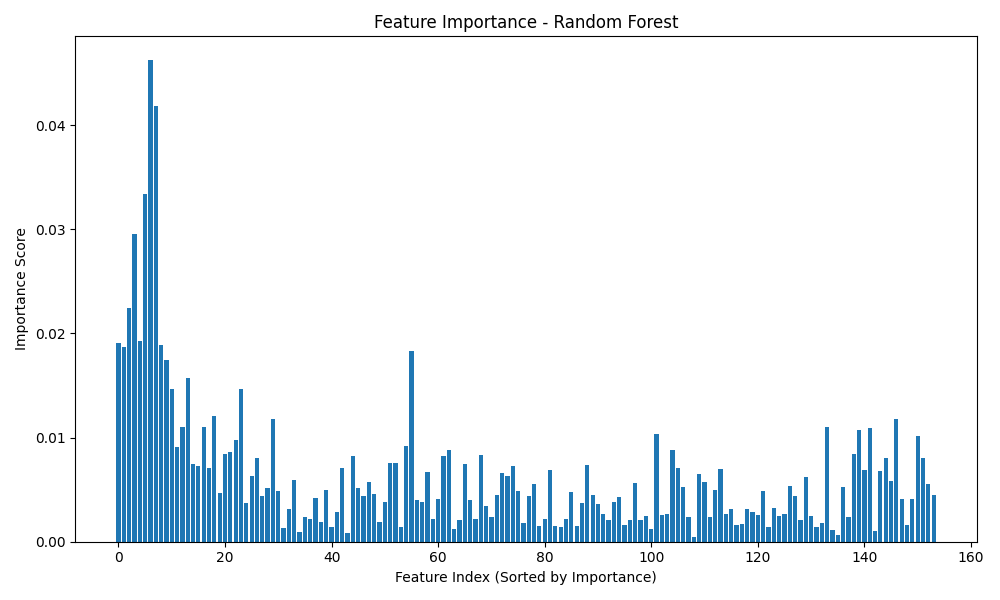 Feature Importance - Random Forest
Importance Score
0.04
0.03
0.02
0.01
0.00
0 20 40 60 80 100 120 140 160
Feature Index (Sorted by Importance)